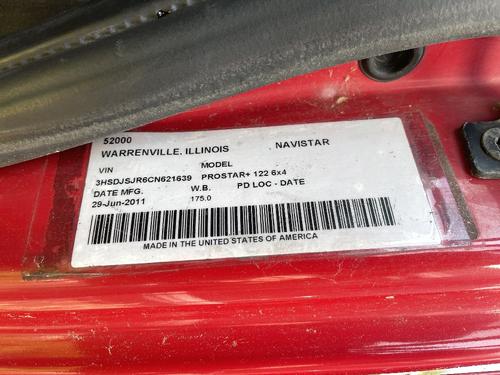 52000
WARRENVILLE, ILLINOIS NAVISTAR
VIN MODEL
3HSDJSJR6CN621639 PROSTAR+ 122 6x4
DATE MFG. W.B. PD LOC - DATE
29-Jun-2011 175.0
MADE IN THE UNITED STATES OF AMERICA